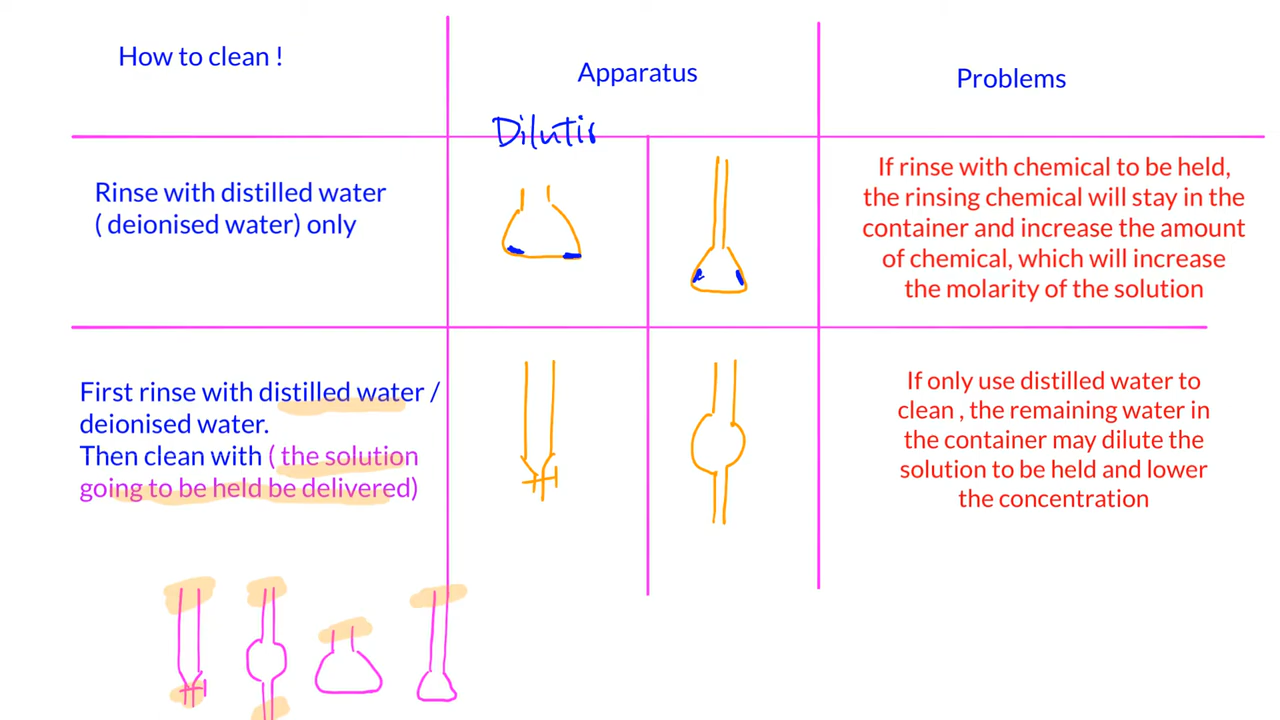 How to clean !
Apparatus
Problems
Dilutio
Rinse with distilled water
( deionised water) only
If rinse with chemical to be held,
the rinsing chemical will stay in the
container and increase the amount
of chemical, which will increase
the molarity of the solution
First rinse with distilled water /
deionised water.
Then clean with ( the solution
going to be held be delivered)
If only use distilled water to
clean , the remaining water in
the container may dilute the
solution to be held and lower
the concentration